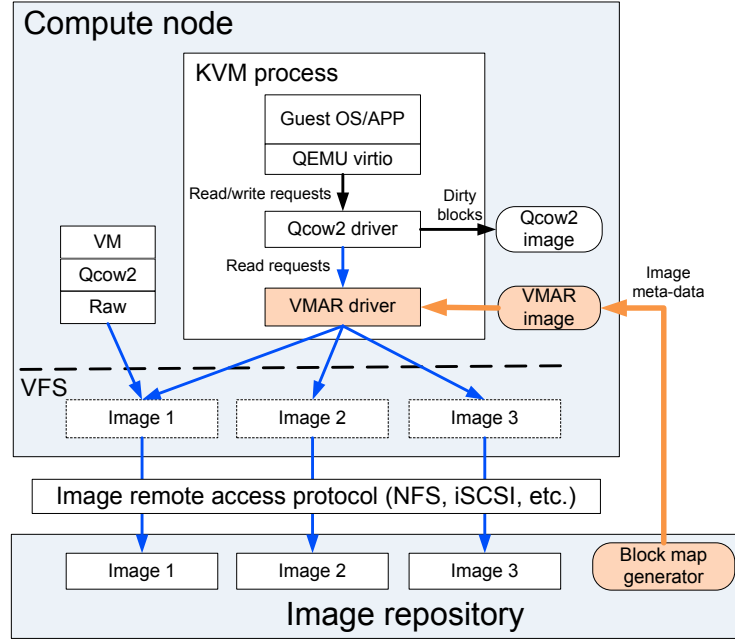 Compute node
KVM process
Guest OS/APP
QEMU virtio
Read/write requests
Dirty
blocks
Qcow2 driver
Qcow2
image
VM
Qcow2
Raw
Read requests
Image
meta-data
VMAR driver
VMAR
image
VFS
Image 1
Image 2
Image 3
Image remote access protocol (NFS, iSCSI, etc.)
Image 1
Image 2
Image 3
Block map
generator
Image repository